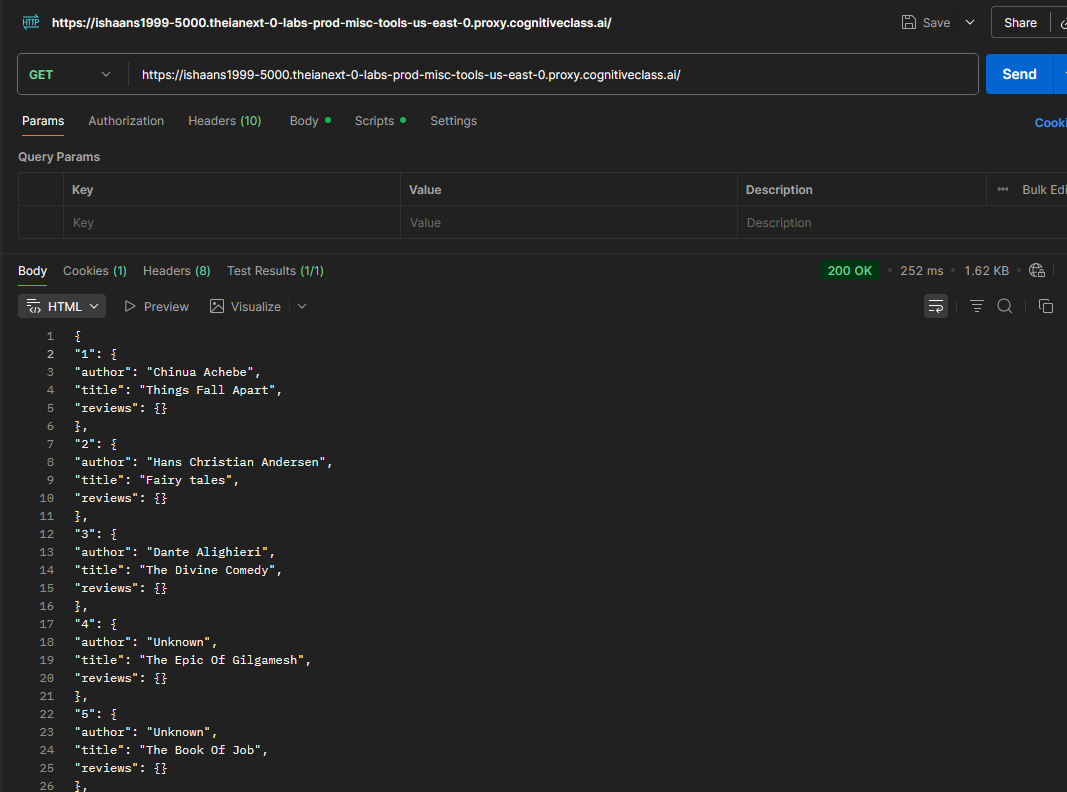 HTTP https://ishaans1999-5000.theianext-0-labs-prod-misc-tools-us-east-0.proxy.cognitiveclass.ai/ Save Share
GET https://ishaans1999-5000.theianext-0-labs-prod-misc-tools-us-east-0.proxy.cognitiveclass.ai/ Send
Params Authorization Headers (10) Body Scripts Settings Cooki
Query Params
Key Value Description Bulk Edi
Key Value Description
Body Cookies (1) Headers (8) Test Results (1/1) 200 OK 252 ms 1.62 KB
HTML Preview Visualize
1 {
2 "1": {
3 "author": "Chinua Achebe",
4 "title": "Things Fall Apart",
5 "reviews": {}
6 },
7 "2": {
8 "author": "Hans Christian Andersen",
9 "title": "Fairy tales",
10 "reviews": {}
11 },
12 "3": {
13 "author": "Dante Alighieri",
14 "title": "The Divine Comedy",
15 "reviews": {}
16 },
17 "4": {
18 "author": "Unknown",
19 "title": "The Epic Of Gilgamesh",
20 "reviews": {}
21 },
22 "5": {
23 "author": "Unknown",
24 "title": "The Book Of Job",
25 "reviews": {}
26 },